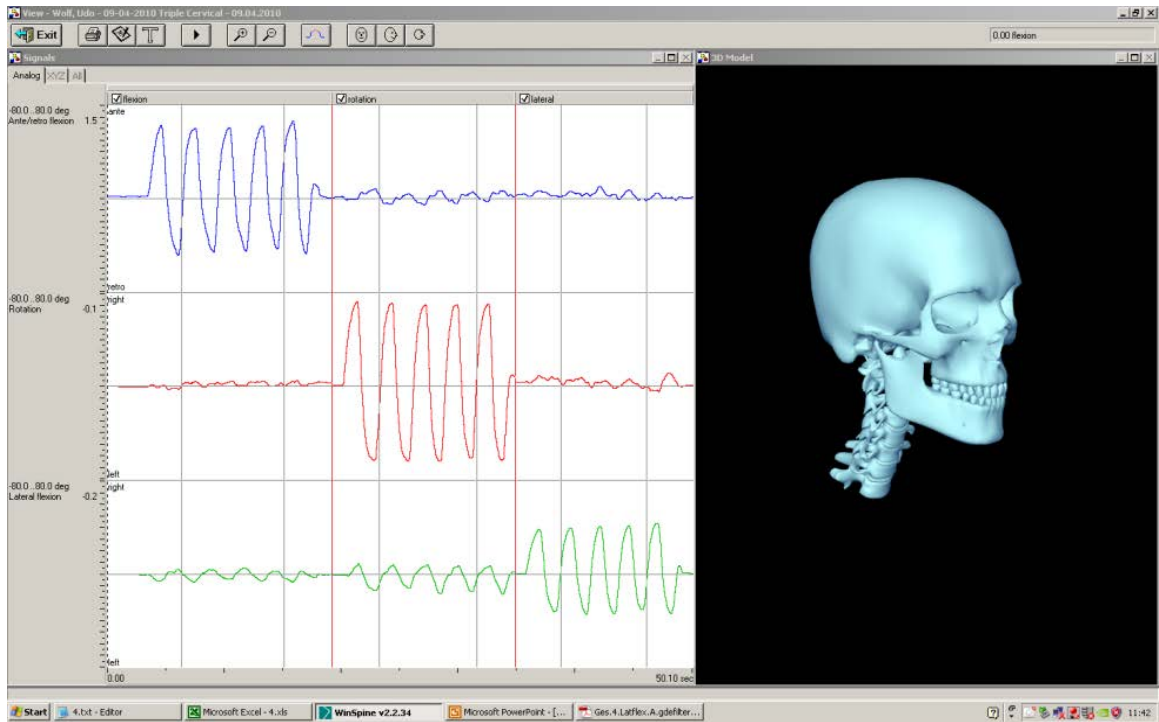 View - Wolf, Udo - 09-04-2010 Triple Cervical - 09.04.2010
Exit
0.00 flexion
Signals
3D Model
Analog XYZ All
flexion rotation lateral
-80.0 ..80.0 deg
Ante/retro flexion 1.5
ante
retro
-80.0 ..80.0 deg
Rotation -0.1
right
left
-80.0 ..80.0 deg
Lateral flexion -0.2
right
left
0.00 50.10 sec
Start 4.txt - Editor Microsoft Excel - 4.xls WinSpine v2.2.34 Microsoft PowerPoint - [... Ges.4.Latflex.A.gdefilter... 11:42